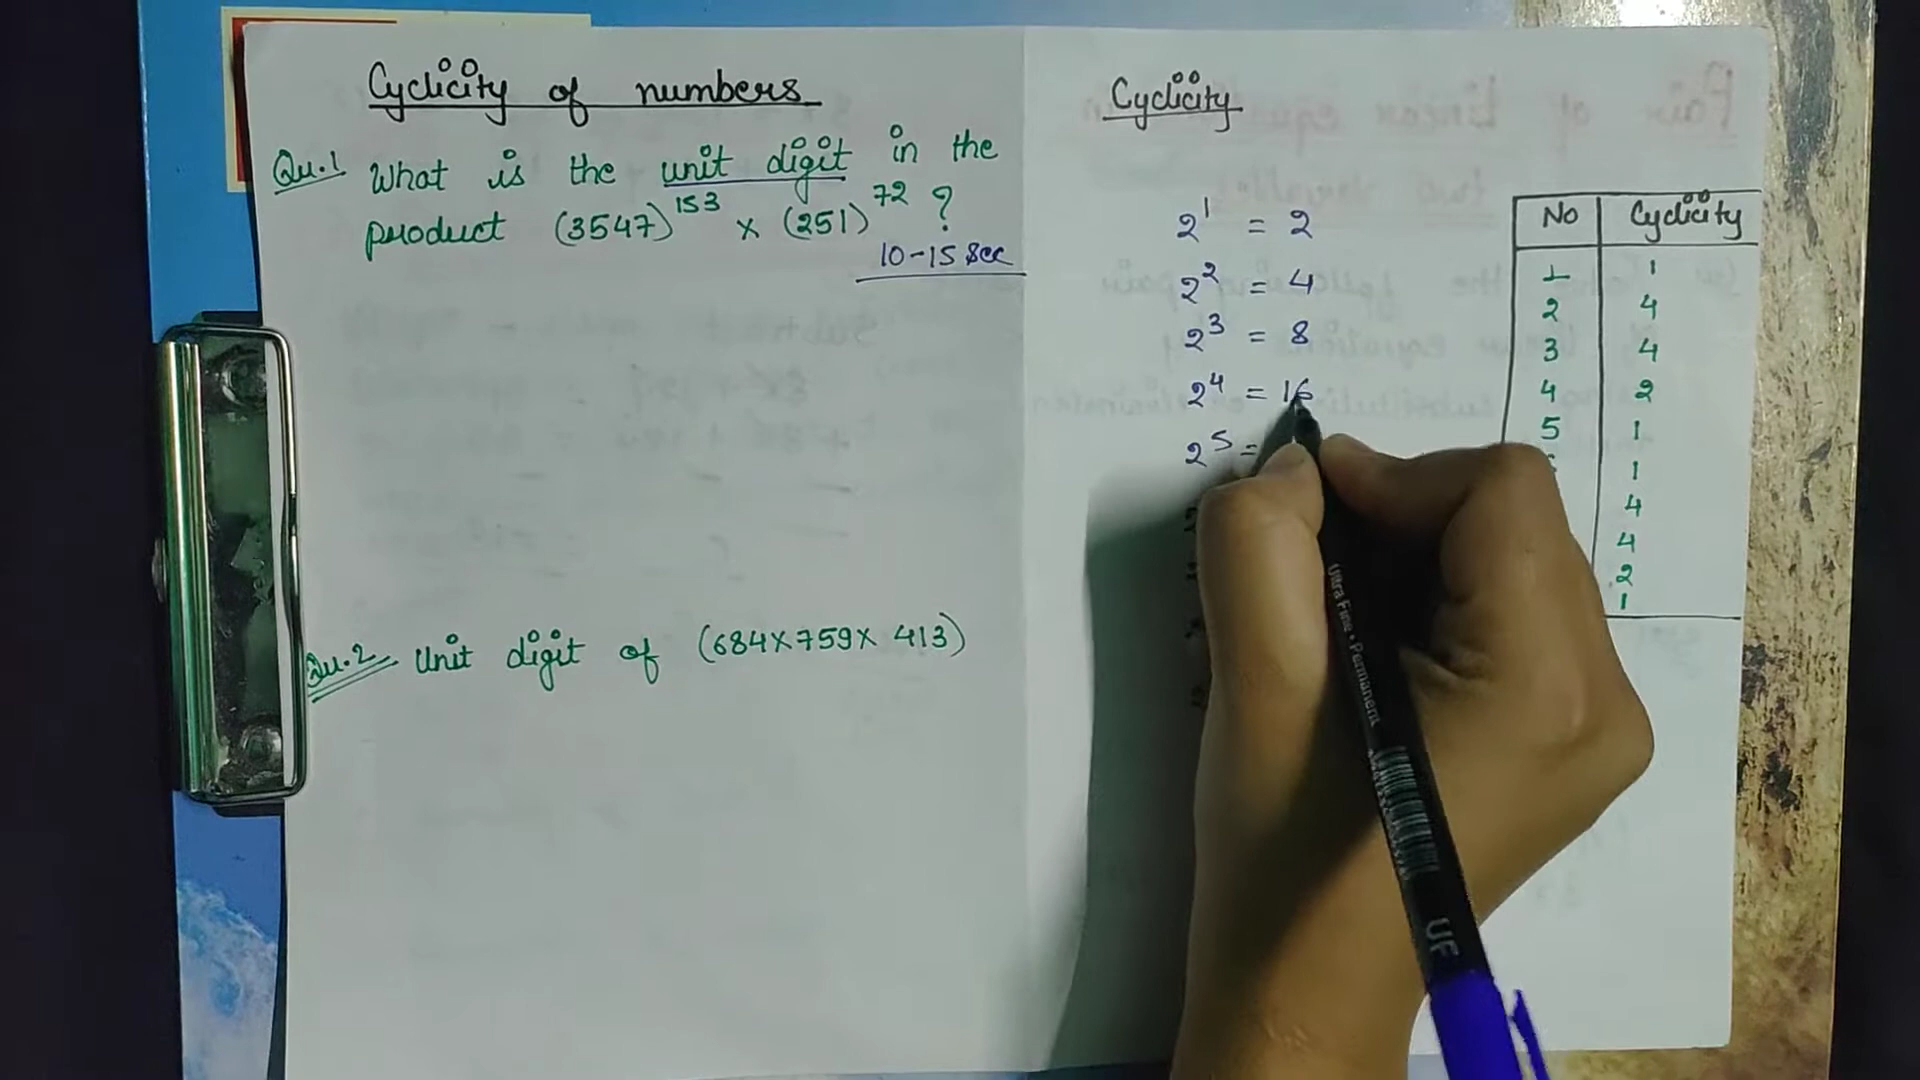 Cyclicity of numbers
Qu.1 What is the unit digit in the
product (3547)^153 × (251)^72 ?
10-15 Sec
Qu.2 Unit digit of (684×759×413)
Cyclicity
2^1 = 2
2^2 = 4
2^3 = 8
2^4 = 16
2^5 =
No Cyclicity
1 1
2 4
3 4
4 2
5 1
1
4
4
2
1
Ultra Fine • Permanent
UF